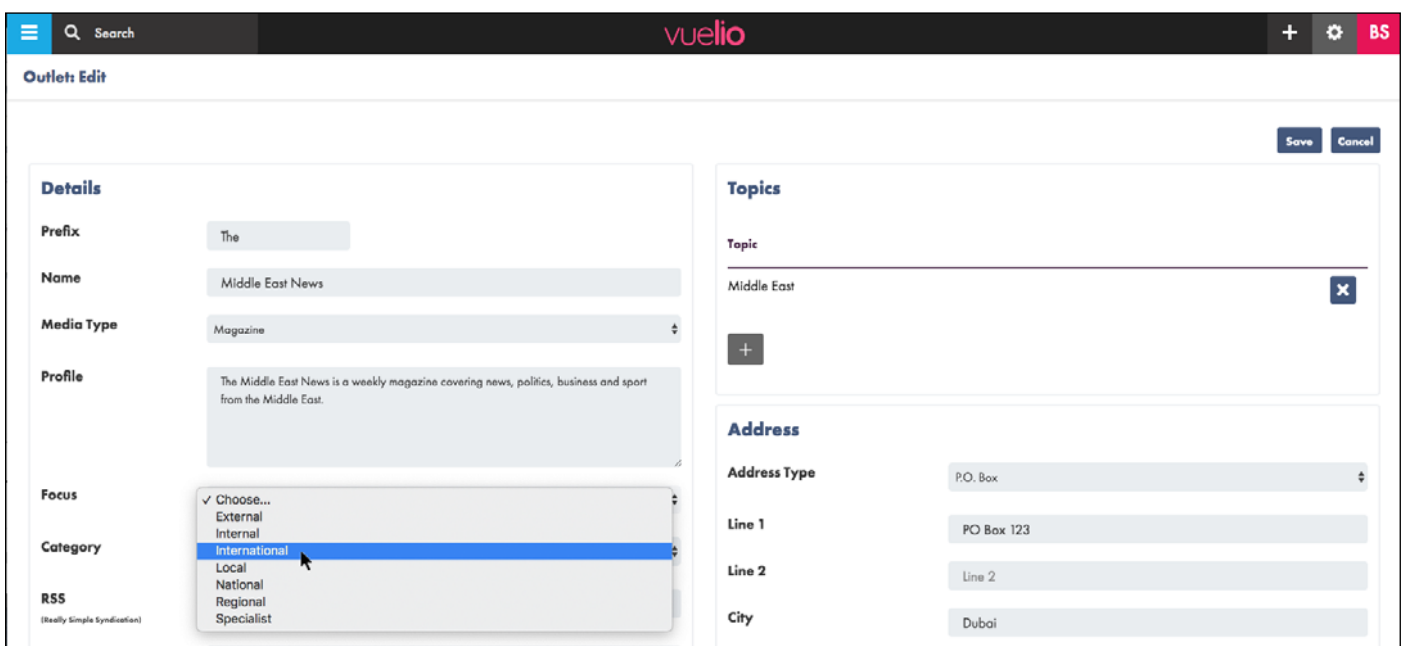 Search
vuelio
BS
Outlet: Edit
Save
Cancel
Details
Prefix
The
Name
Middle East News
Media Type
Magazine
Profile
The Middle East News is a weekly magazine covering news, politics, business and sport
from the Middle East.
Focus
✓ Choose...
External
Internal
International
Local
National
Regional
Specialist
Category
RSS
(Really Simple Syndication)
Topics
Topic
Middle East
Address
Address Type
P.O. Box
Line 1
PO Box 123
Line 2
Line 2
City
Dubai